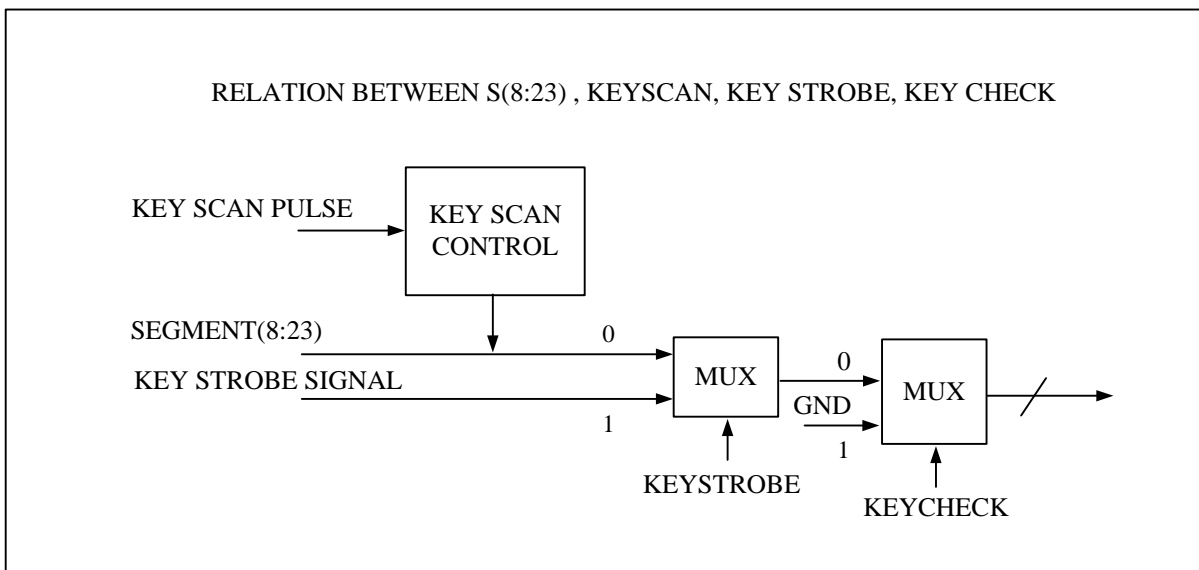 RELATION BETWEEN S(8:23) , KEYSCAN, KEY STROBE, KEY CHECK
KEY SCAN PULSE
KEY SCAN
CONTROL
SEGMENT(8:23)
0
KEY STROBE SIGNAL
1
MUX
KEYSTROBE
0
GND
1
MUX
KEYCHECK